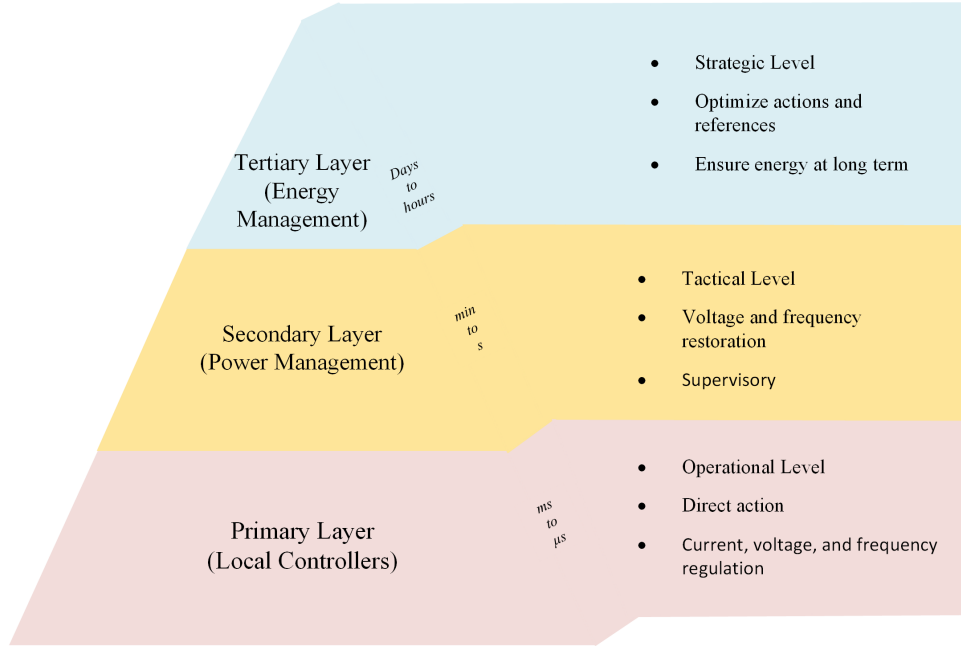 Tertiary Layer
(Energy
Management)
Days
to
hours
• Strategic Level
• Optimize actions and
references
• Ensure energy at long term
Secondary Layer
(Power Management)
min
to
s
• Tactical Level
• Voltage and frequency
restoration
• Supervisory
Primary Layer
(Local Controllers)
ms
to
µs
• Operational Level
• Direct action
• Current, voltage, and frequency
regulation